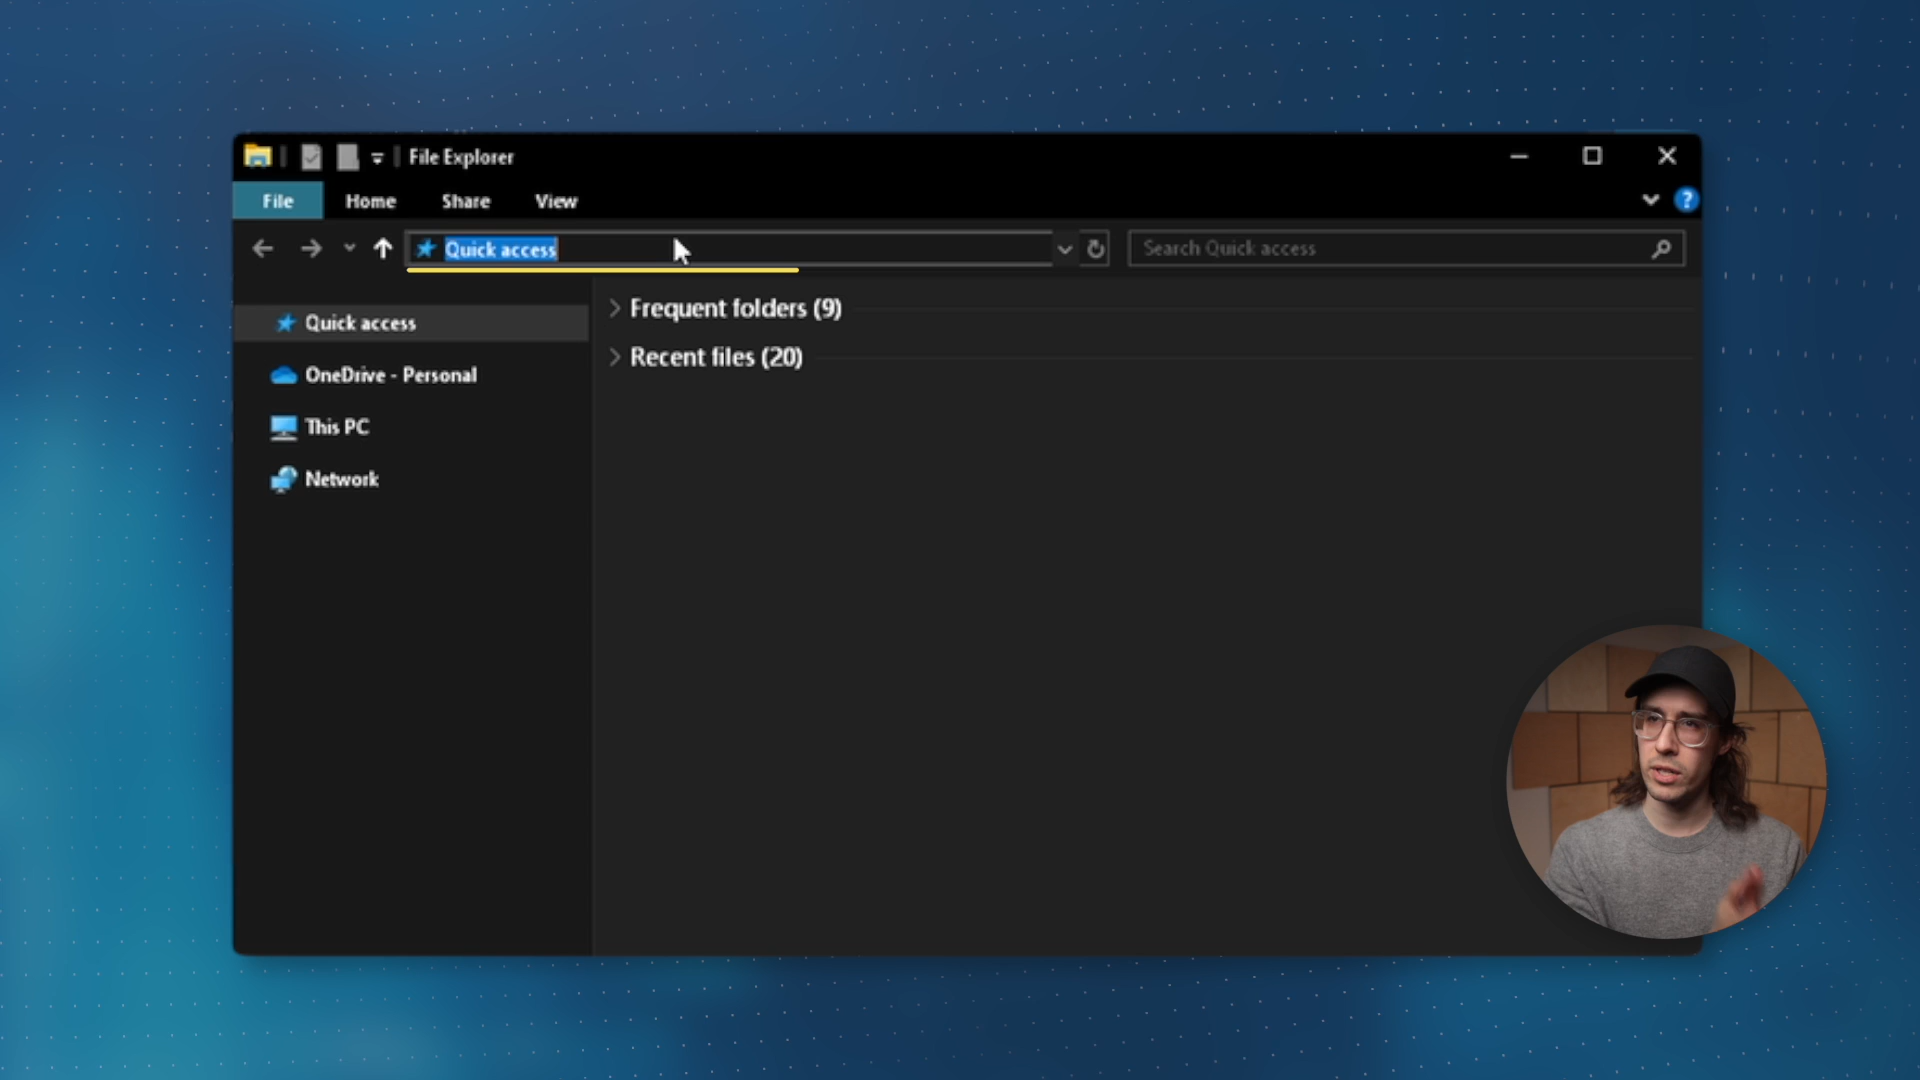 File Explorer
File Home Share View ?
Quick access
Search Quick access
Quick access
OneDrive - Personal
This PC
Network
Frequent folders (9)
Recent files (20)